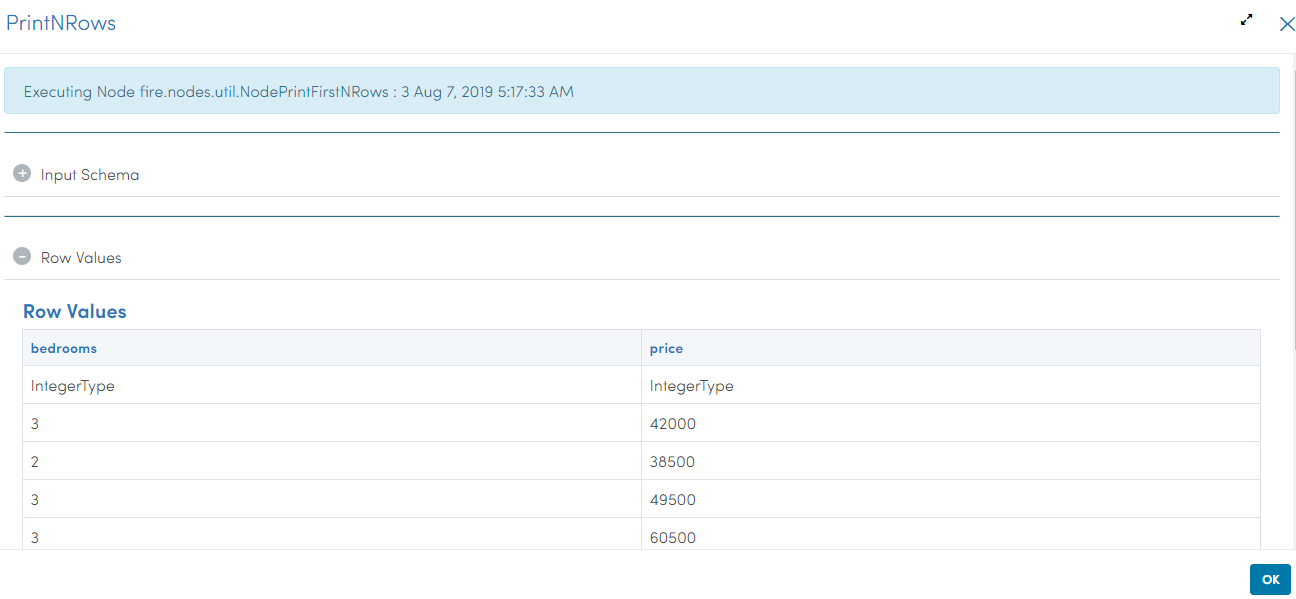 PrintNRows
Executing Node fire.nodes.util.NodePrintFirstNRows : 3 Aug 7, 2019 5:17:33 AM
Input Schema
Row Values
Row Values
bedrooms price
IntegerType IntegerType
3 42000
2 38500
3 49500
3 60500
OK